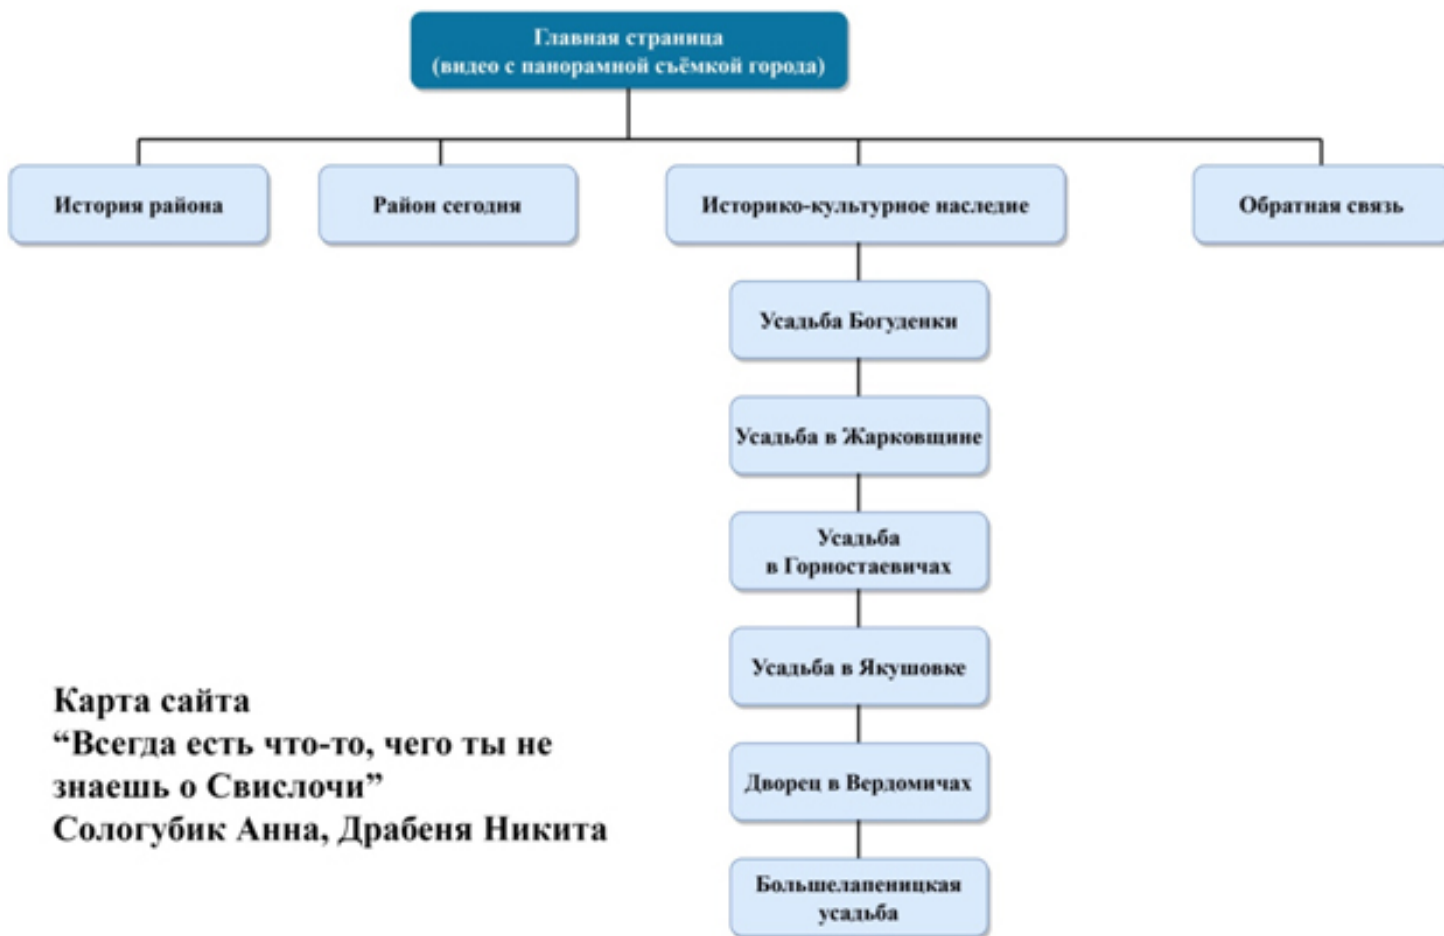 Главная страница
(видео с панорамной съёмкой города)
История района
Район сегодня
Историко-культурное наследие
Обратная связь
Усадьба Богуденки
Усадьба в Жарковщине
Усадьба
в Горностаевичах
Усадьба в Якушовке
Дворец в Вердомичах
Большелапеницкая
усадьба
Карта сайта
“Всегда есть что-то, чего ты не
знаешь о Свислочи”
Сологубик Анна, Драбеня Никита